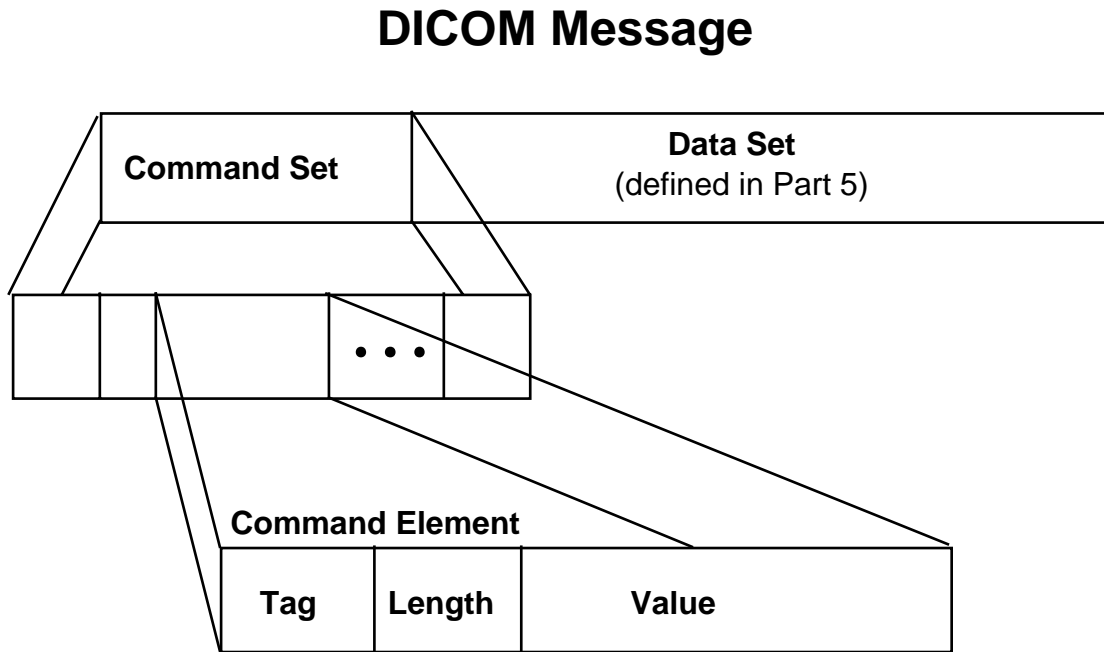 DICOM Message
Command Set
Data Set
(defined in Part 5)
• • •
Command Element
Tag
Length
Value